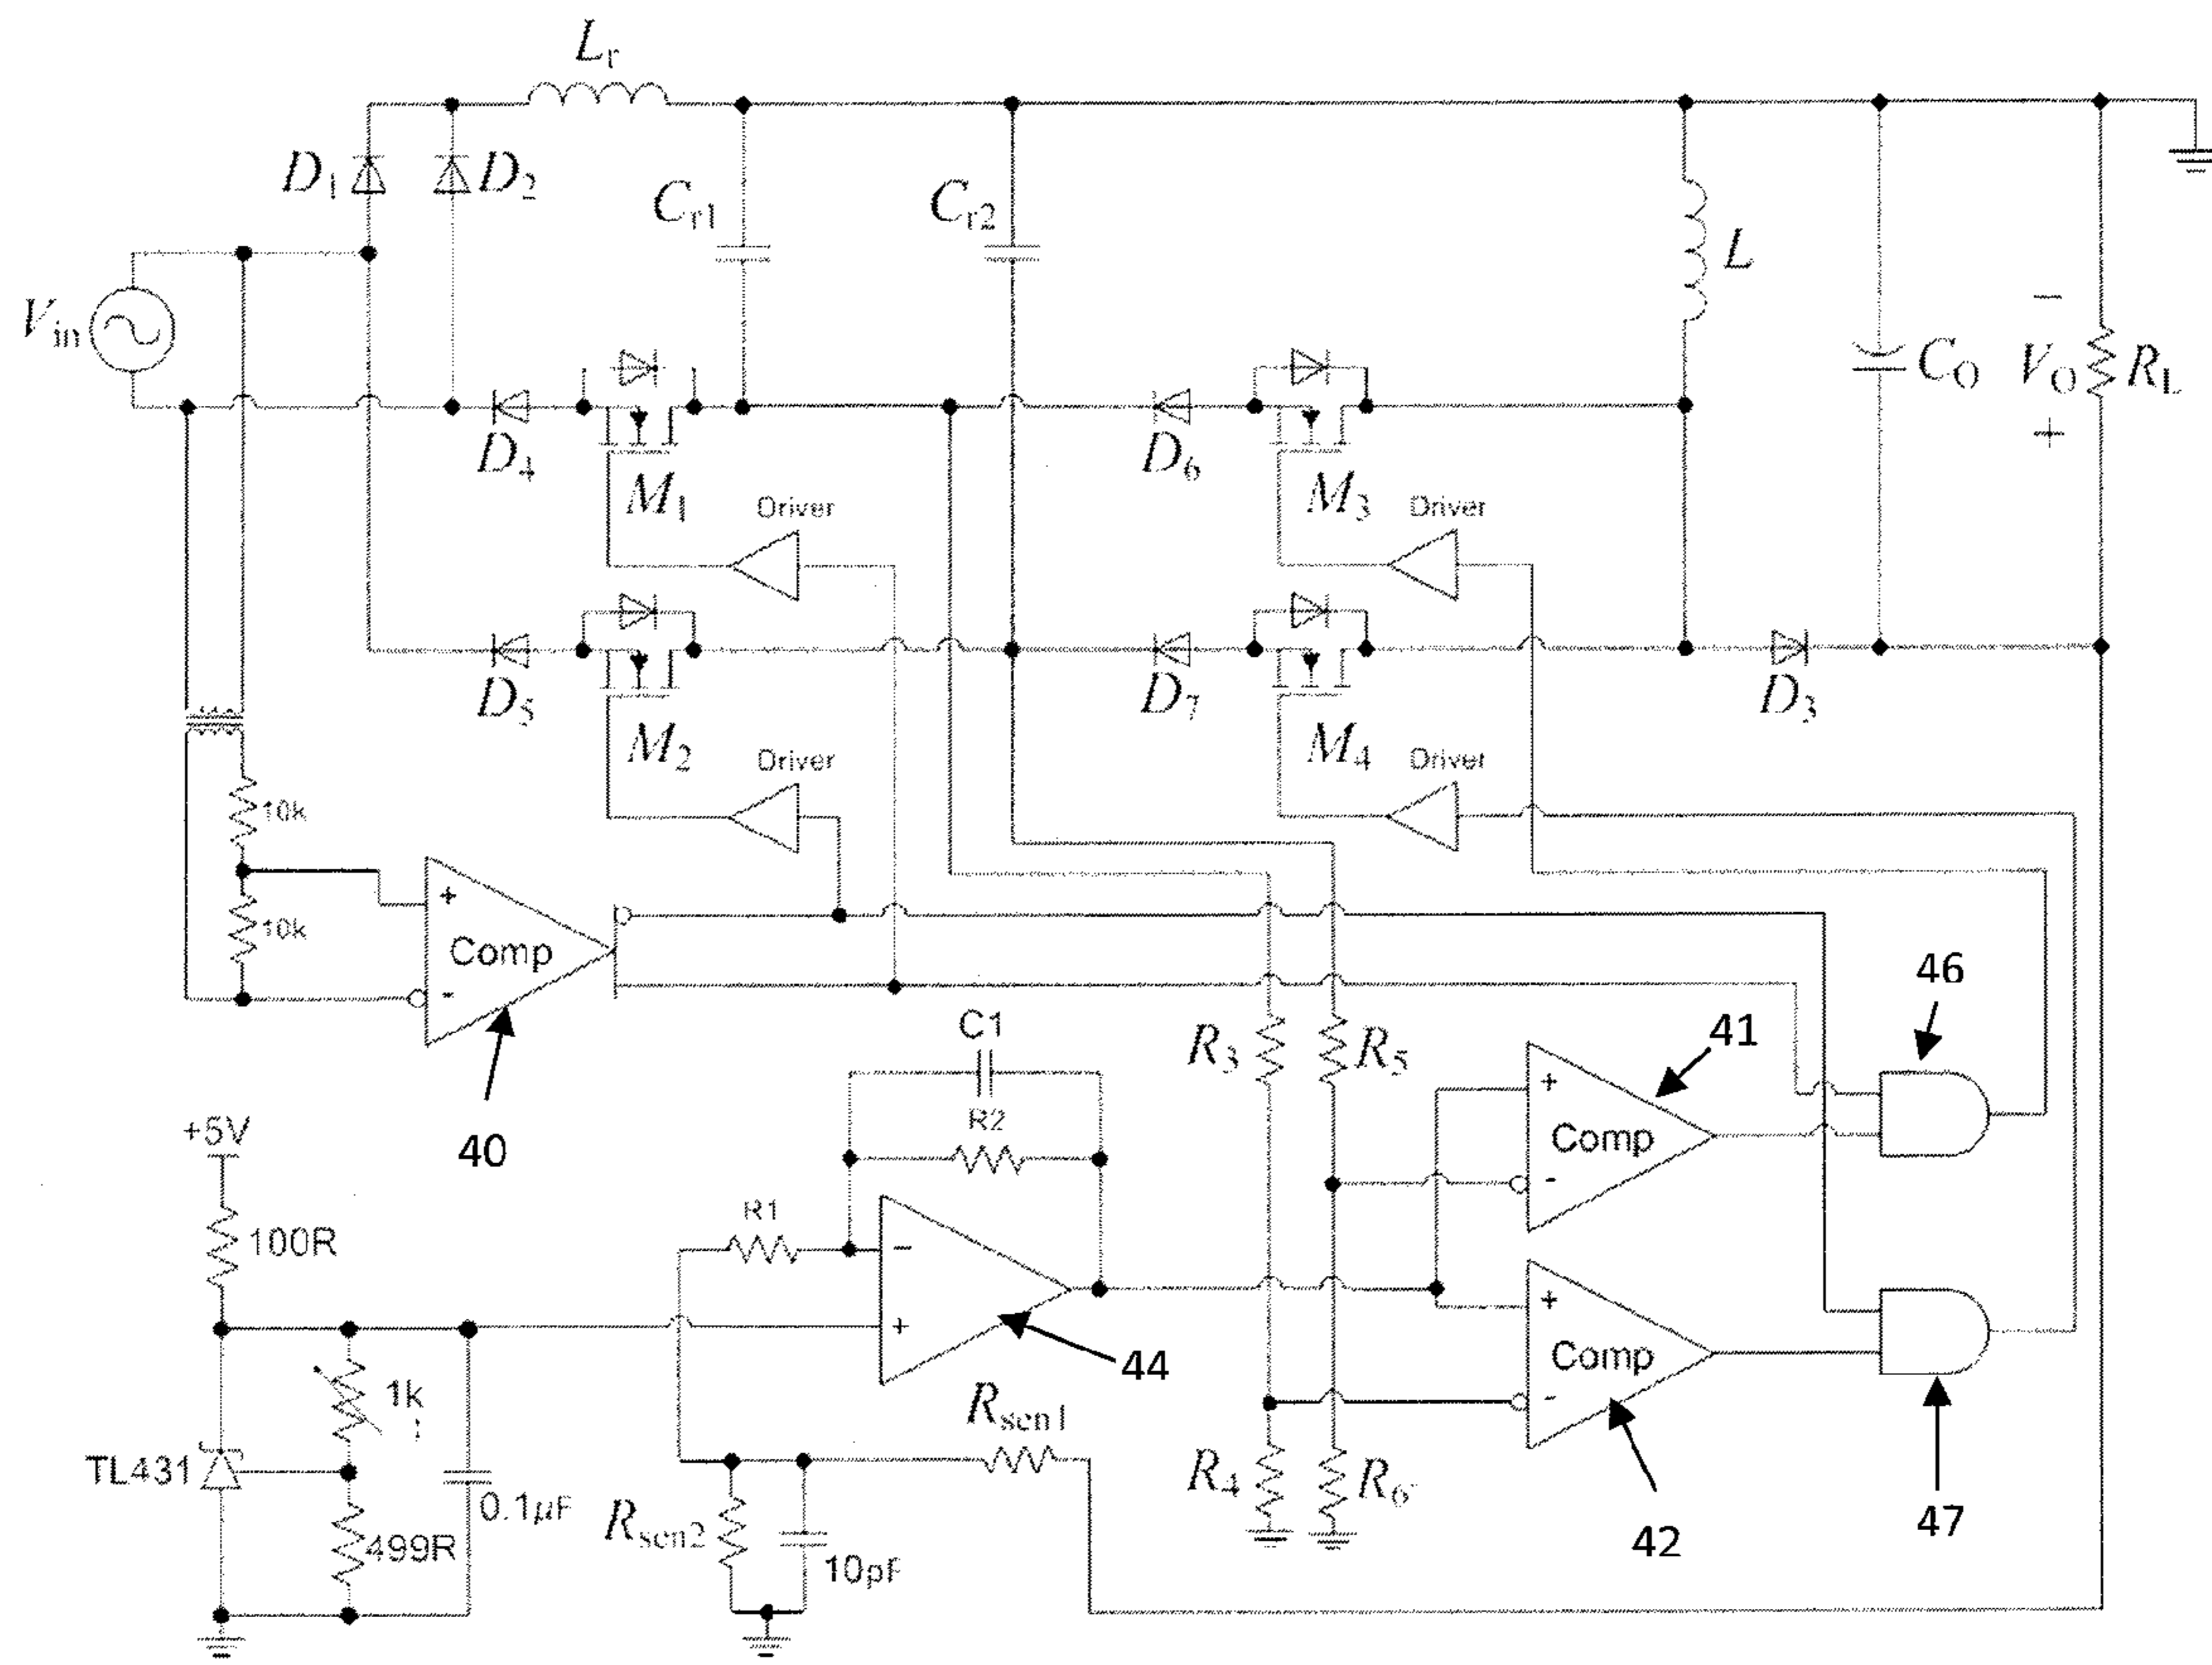 Lr
D1
D2
Cr1
Cr2
L
Vin
−
CO
VO
RL
+
D4
M1
D6
M3
Driver
Driver
D5
M2
D7
M4
D3
Driver
Driver
10k
10k
+
Comp
-
40
C1
R2
R1
R3
R5
41
46
+
Comp
-
+5V
100R
−
+
44
+
Comp
-
1k
TL431
499R
0.1µF
Rsen1
Rsen2
10pF
R4
R6
42
47